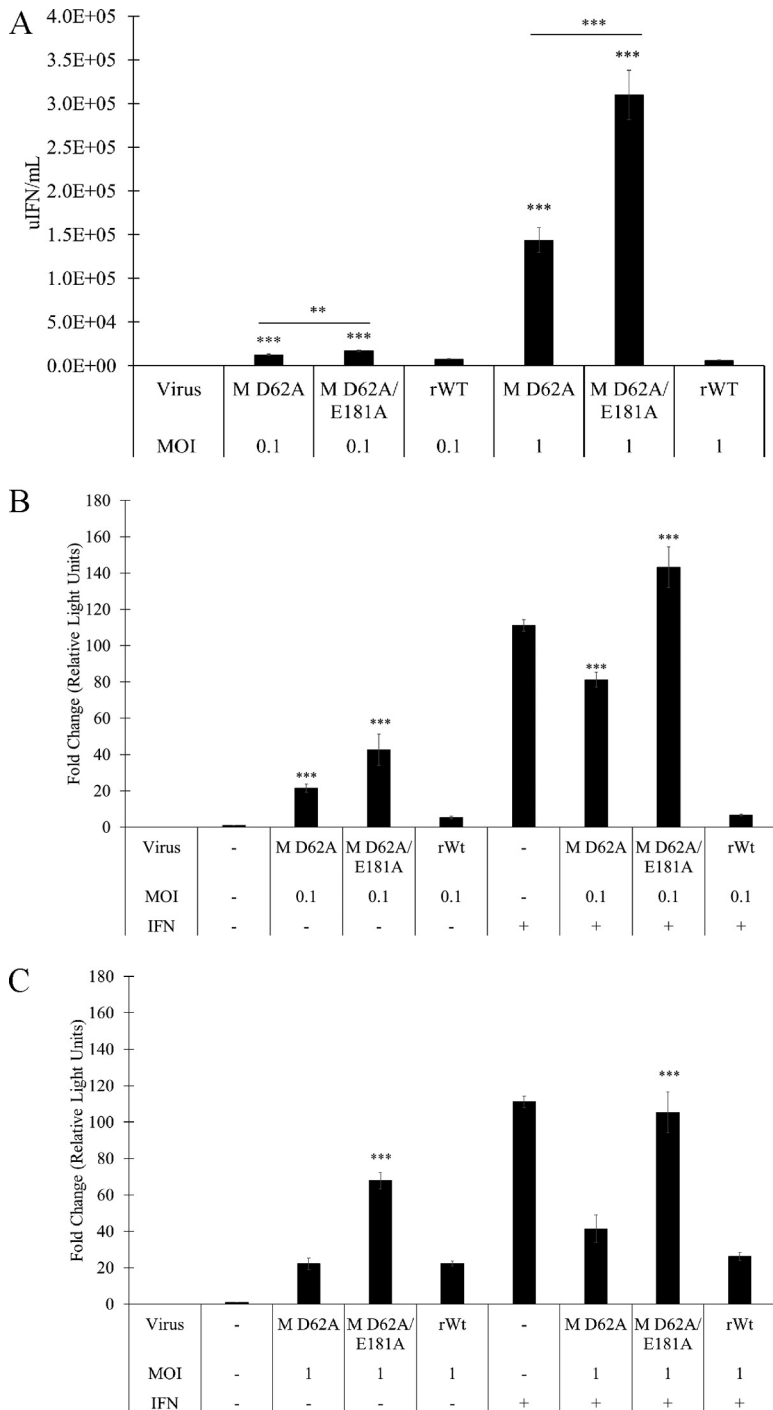 A
4.0E+05
3.5E+05
3.0E+05
2.5E+05
2.0E+05
1.5E+05
1.0E+05
5.0E+04
0.0E+00
uIFN/mL
***
***
***
**
***
***
Virus M D62A M D62A/ rWT M D62A M D62A/ rWT
E181A E181A
MOI 0.1 0.1 0.1 1 1 1
B
180
160
140
120
100
80
60
40
20
0
Fold Change (Relative Light Units)
***
***
***
***
Virus - M D62A M D62A/ rWt - M D62A M D62A/ rWt
E181A E181A
MOI - 0.1 0.1 0.1 - 0.1 0.1 0.1
IFN - - - - + + + +
C
180
160
140
120
100
80
60
40
20
0
Fold Change (Relative Light Units)
***
***
Virus - M D62A M D62A/ rWt - M D62A M D62A/ rWt
E181A E181A
MOI - 1 1 1 - 1 1 1
IFN - - - - + + + +